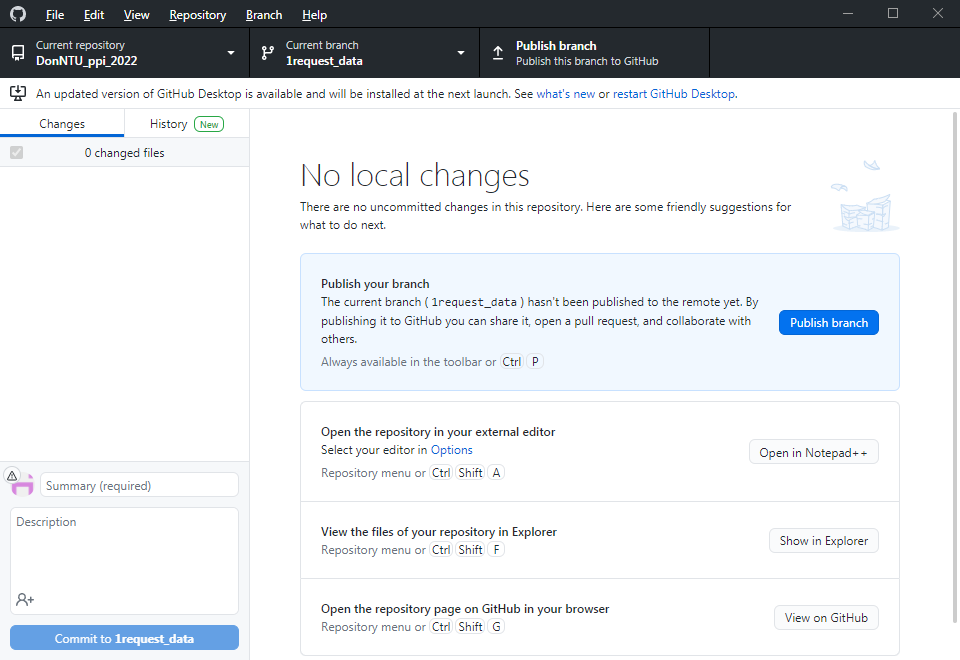 File Edit View Repository Branch Help
Current repository
DonNTU_ppi_2022
Current branch
1request_data
Publish branch
Publish this branch to GitHub
An updated version of GitHub Desktop is available and will be installed at the next launch. See what's new or restart GitHub Desktop.
Changes
History New
0 changed files
No local changes
There are no uncommitted changes in this repository. Here are some friendly suggestions for
what to do next.
Publish your branch
The current branch ( 1request_data ) hasn't been published to the remote yet. By
publishing it to GitHub you can share it, open a pull request, and collaborate with
others.
Always available in the toolbar or Ctrl P
Publish branch
Open the repository in your external editor
Select your editor in Options
Repository menu or Ctrl Shift A
Open in Notepad++
View the files of your repository in Explorer
Repository menu or Ctrl Shift F
Show in Explorer
Open the repository page on GitHub in your browser
Repository menu or Ctrl Shift G
View on GitHub
Summary (required)
Description
Commit to 1request_data